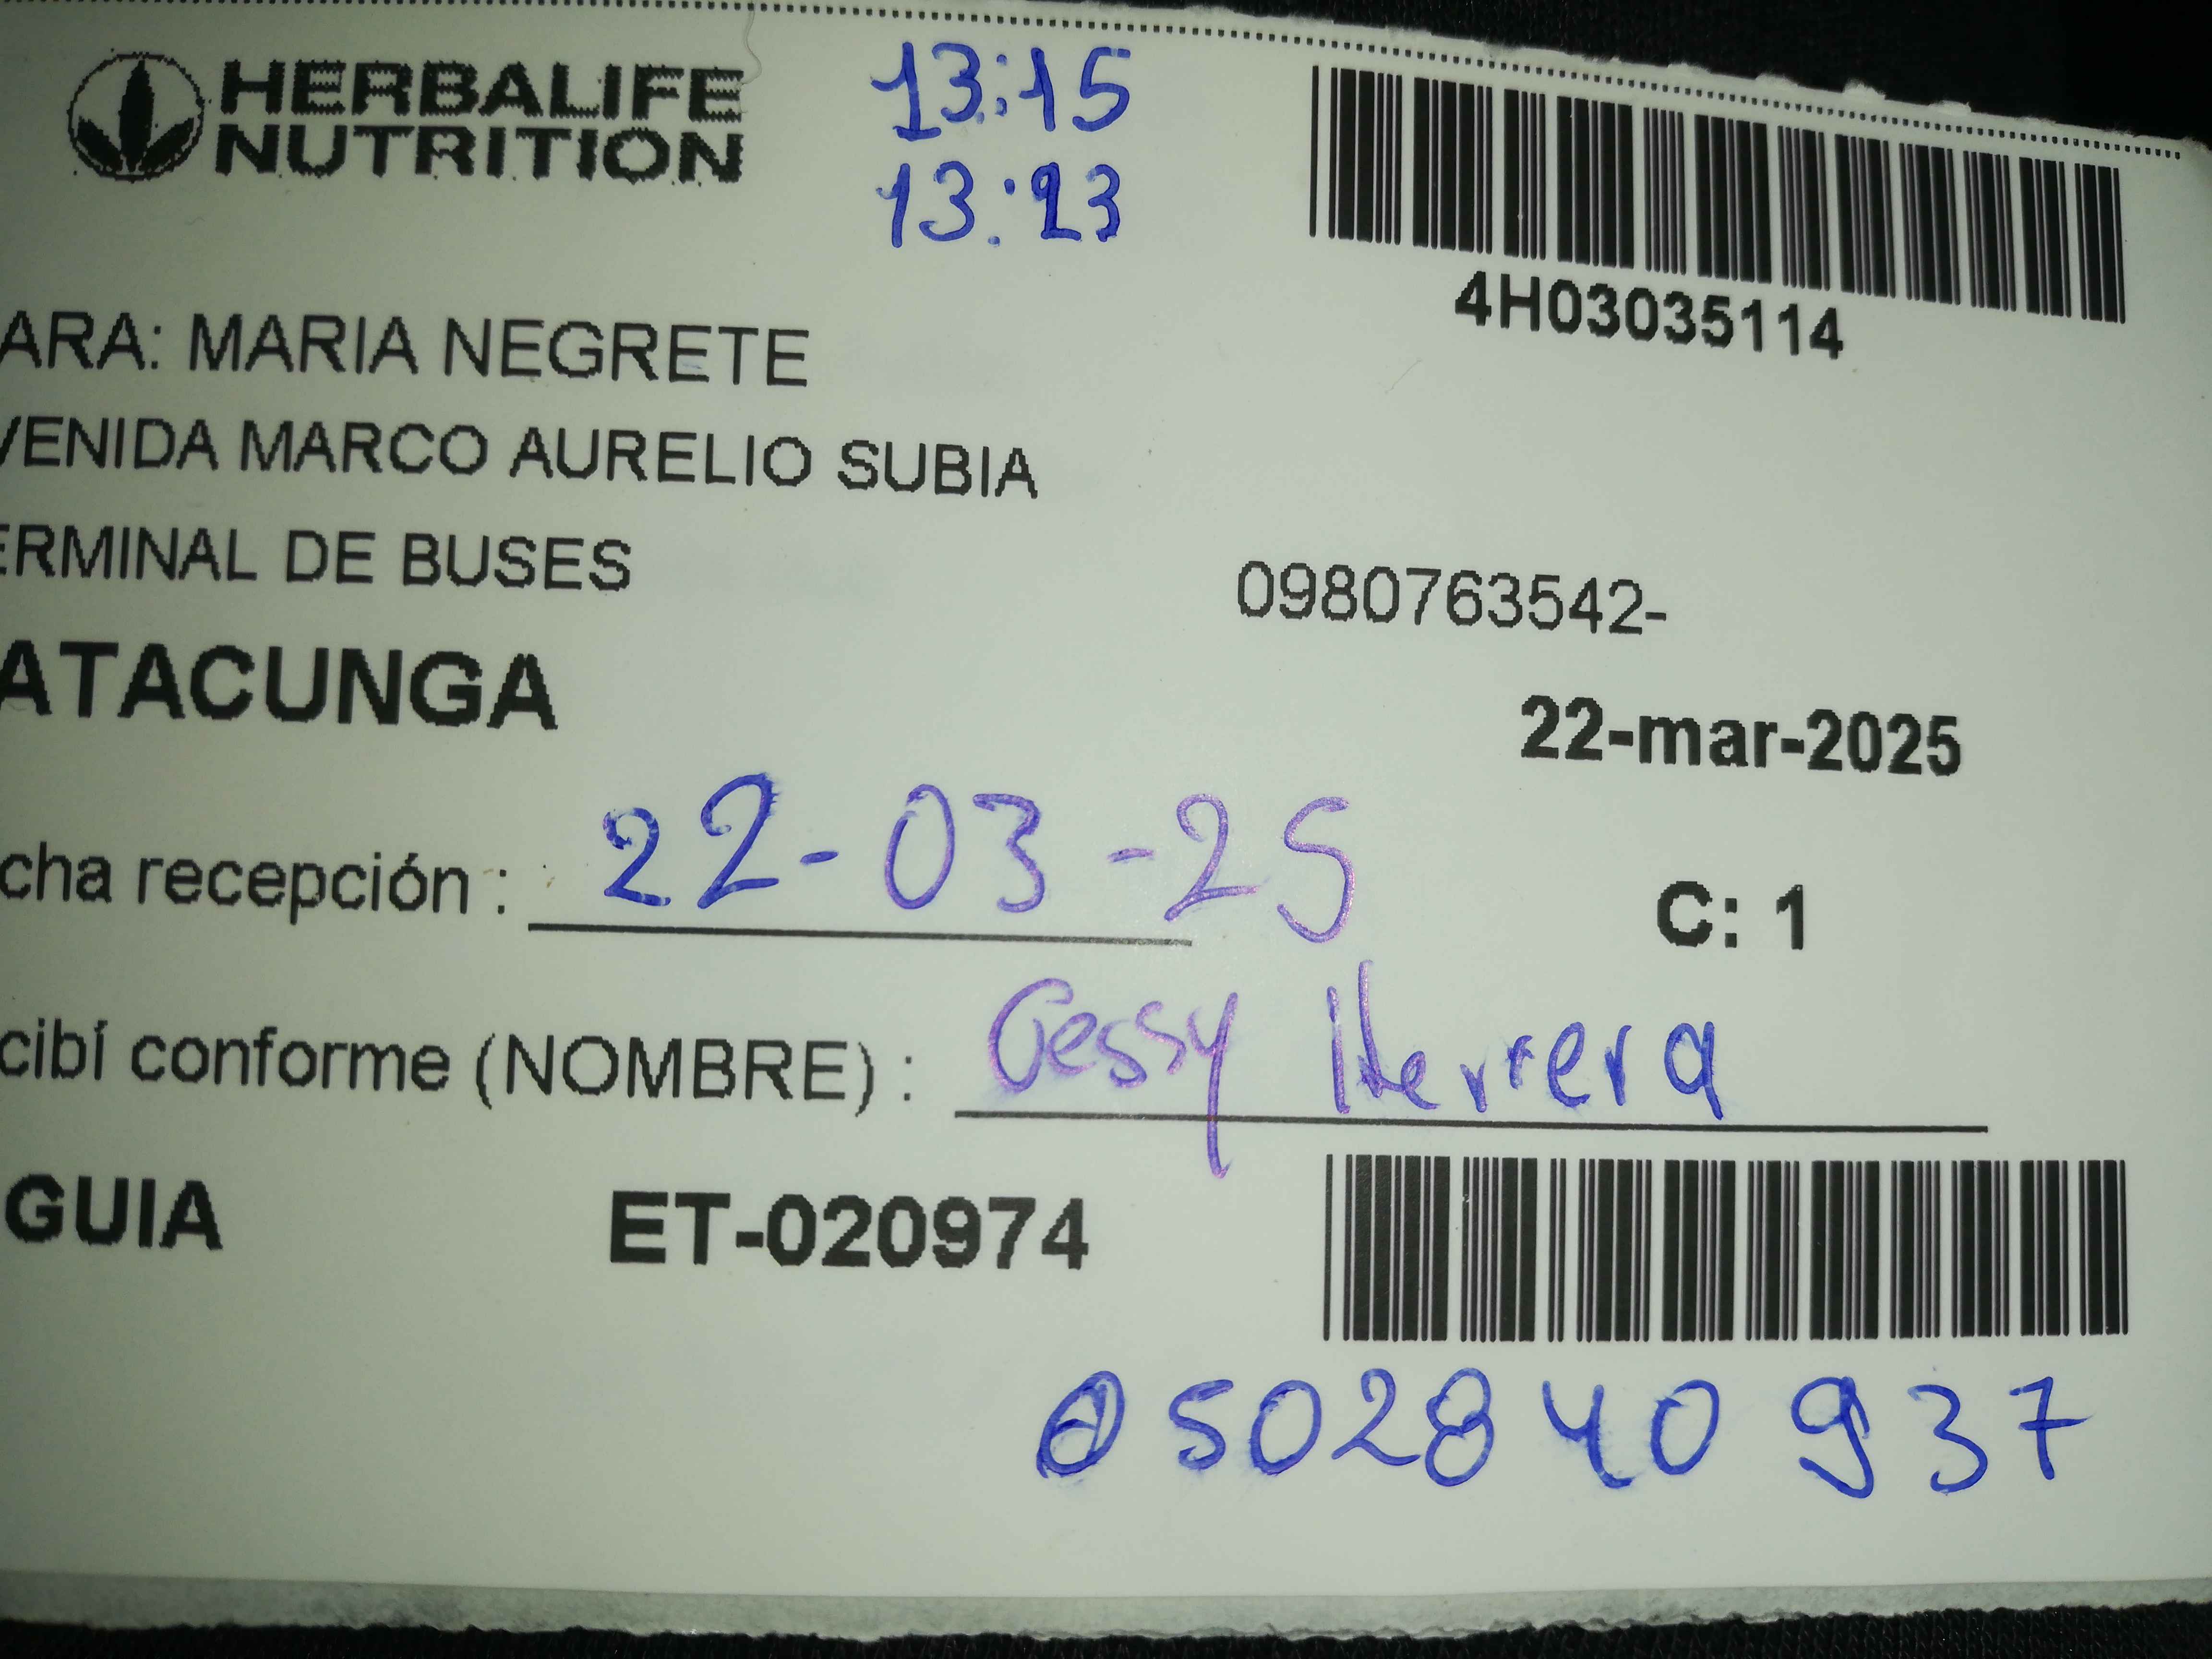 HERBALIFE
NUTRITION
13:15
13:23
4H03035114
ARA: MARIA NEGRETE
VENIDA MARCO AURELIO SUBIA
ERMINAL DE BUSES
0980763542-
ATACUNGA
22-mar-2025
cha recepción : 22-03-25
C: 1
cibí conforme (NOMBRE) : Gessy Herrera
GUIA ET-020974
0502840937